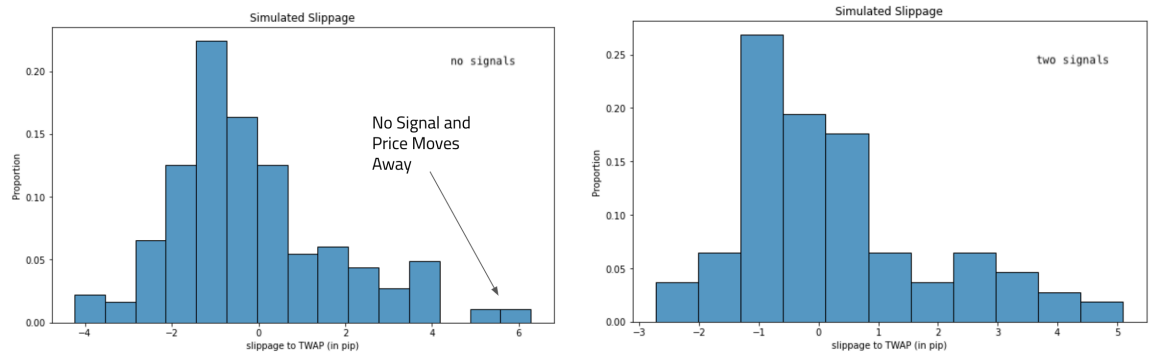 Simulated Slippage
no signals
No Signal and
Price Moves
Away
Proportion
0.20
0.15
0.10
0.05
0.00
−4
−2
0
2
4
6
slippage to TWAP (in pip)
Simulated Slippage
two signals
Proportion
0.25
0.20
0.15
0.10
0.05
0.00
−3
−2
−1
0
1
2
3
4
5
slippage to TWAP (in pip)